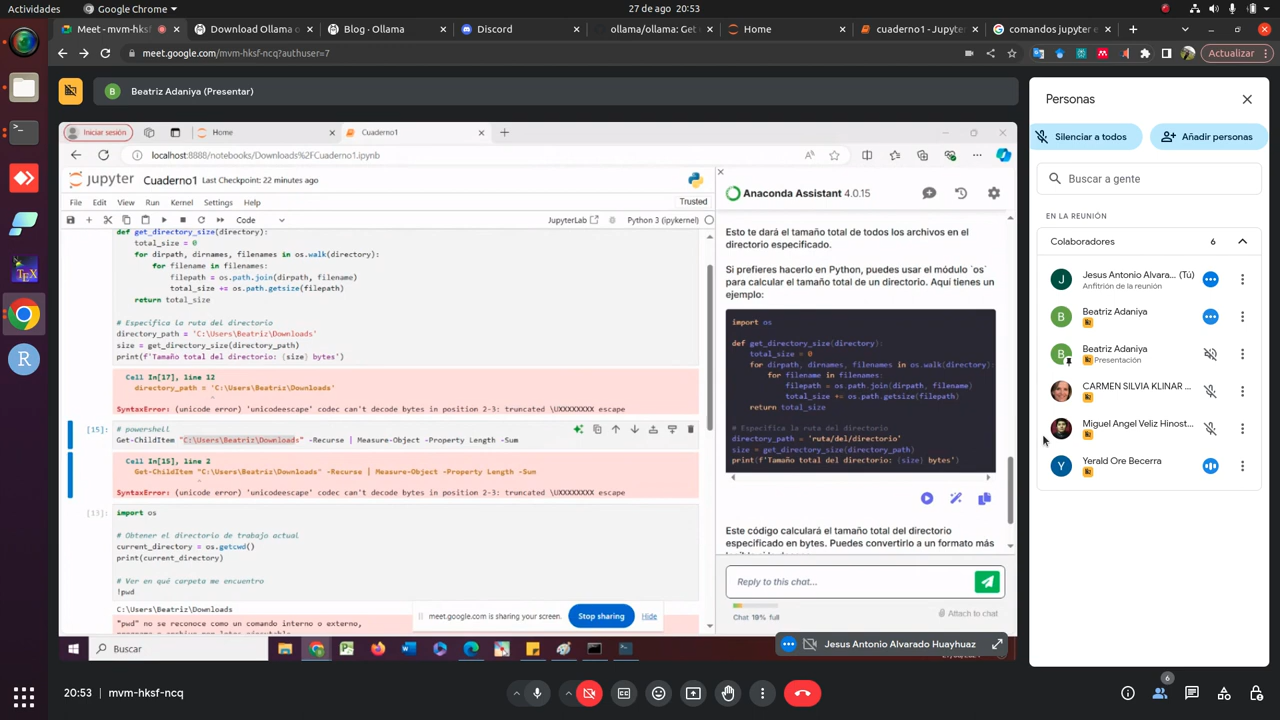 Actividades
Google Chrome
27 de ago 20:53
Meet - mvm-hksf-
Download Ollama o
Blog · Ollama
Discord
ollama/ollama: Get
Home
cuaderno1 - Jupyte
comandos jupyter e
meet.google.com/mvm-hksf-ncq?authuser=7
Actualizar
B
Beatriz Adaniya (Presentar)
Iniciar sesión
Home
Cuaderno1
localhost:8888/notebooks/Downloads%2FCuaderno1.ipynb
jupyter Cuaderno1 Last Checkpoint: 22 minutes ago
File Edit View Run Kernel Settings Help
Trusted
Code
JupyterLab
Python 3 (ipykernel)
def get_directory_size(directory):
total_size = 0
for dirpath, dirnames, filenames in os.walk(directory):
for filename in filenames:
filepath = os.path.join(dirpath, filename)
total_size += os.path.getsize(filepath)
return total_size
# Especifica la ruta del directorio
directory_path = 'C:\Users\Beatriz\Downloads'
size = get_directory_size(directory_path)
print(f'Tamaño total del directorio: {size} bytes')
Cell In[17], line 12
directory_path = 'C:\Users\Beatriz\Downloads'
^
SyntaxError: (unicode error) 'unicodeescape' codec can't decode bytes in position 2-3: truncated \UXXXXXXXX escape
[15]:
# powershell
Get-ChildItem "C:\Users\Beatriz\Downloads" -Recurse | Measure-Object -Property Length -Sum
Cell In[15], line 2
Get-ChildItem "C:\Users\Beatriz\Downloads" -Recurse | Measure-Object -Property Length -Sum
^
SyntaxError: (unicode error) 'unicodeescape' codec can't decode bytes in position 2-3: truncated \UXXXXXXXX escape
[13]:
import os
# Obtener el directorio de trabajo actual
current_directory = os.getcwd()
print(current_directory)
# Ver en qué carpeta me encuentro
!pwd
C:\Users\Beatriz\Downloads
"pwd" no se reconoce como un comando interno o externo,
programa o archivo por lotes ejecutable.
meet.google.com is sharing your screen.
Stop sharing
Hide
Anaconda Assistant 4.0.15
Esto te dará el tamaño total de todos los archivos en el
directorio especificado.
Si prefieres hacerlo en Python, puedes usar el módulo `os`
para calcular el tamaño total de un directorio. Aquí tienes un
ejemplo:
import os
def get_directory_size(directory):
total_size = 0
for dirpath, dirnames, filenames in os.walk(directory):
for filename in filenames:
filepath = os.path.join(dirpath, filename)
total_size += os.path.getsize(filepath)
return total_size
# Especifica la ruta del directorio
directory_path = 'ruta/del/directorio'
size = get_directory_size(directory_path)
print(f'Tamaño total del directorio: {size} bytes')
Este código calculará el tamaño total del directorio
especificado en bytes. Puedes convertirlo a un formato más
Reply to this chat...
Chat 19% full
Attach to chat
Buscar
Jesus Antonio Alvarado Huayhuaz
Personas
Silenciar a todos
Añadir personas
Buscar a gente
EN LA REUNIÓN
Colaboradores 6
J
Jesus Antonio Alvara... (Tú)
Anfitrión de la reunión
B
Beatriz Adaniya
B
Beatriz Adaniya
Presentación
CARMEN SILVIA KLINAR ...
Miguel Angel Veliz Hinost...
Y
Yerald Ore Becerra
20:53 mvm-hksf-ncq
6